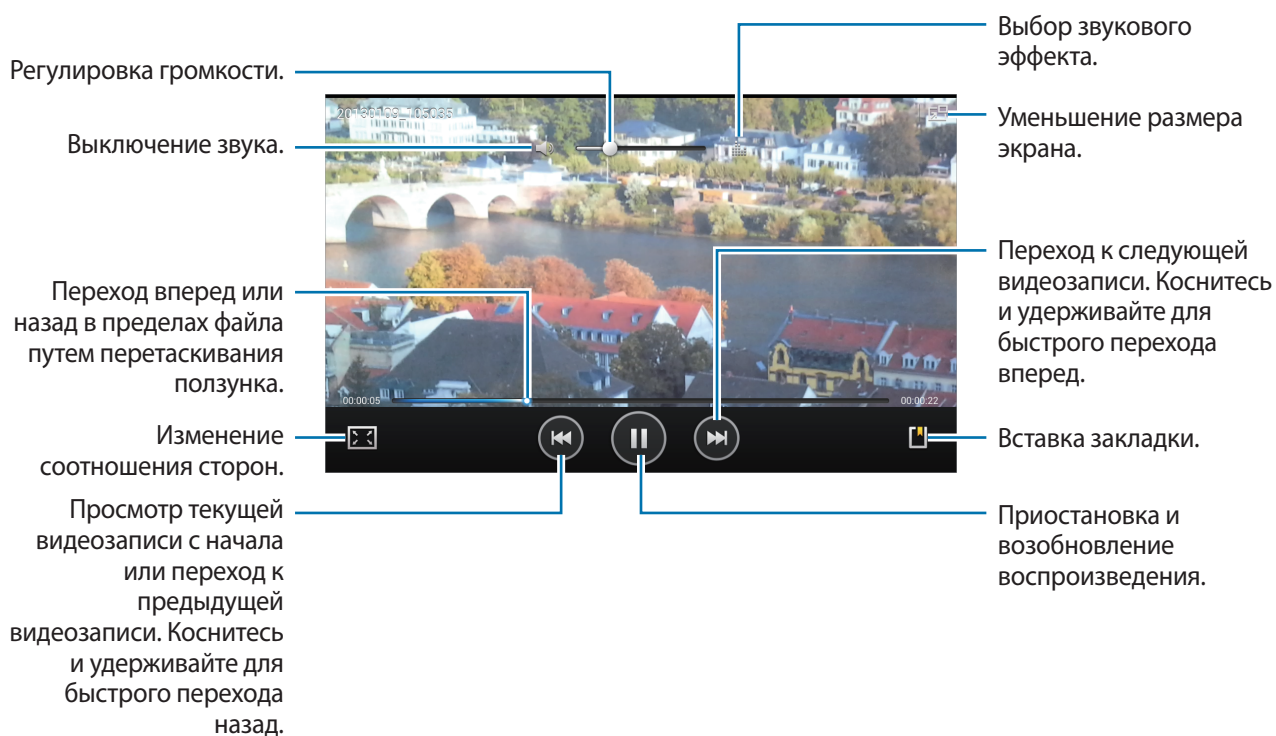 Регулировка громкости.
Выключение звука.
Переход вперед или
назад в пределах файла
путем перетаскивания
ползунка.
Изменение
соотношения сторон.
Просмотр текущей
видеозаписи с начала
или переход к
предыдущей
видеозаписи. Коснитесь
и удерживайте для
быстрого перехода
назад.
20130109_105035
00:00:05
00:00:22
Выбор звукового
эффекта.
Уменьшение размера
экрана.
Переход к следующей
видеозаписи. Коснитесь
и удерживайте для
быстрого перехода
вперед.
Вставка закладки.
Приостановка и
возобновление
воспроизведения.